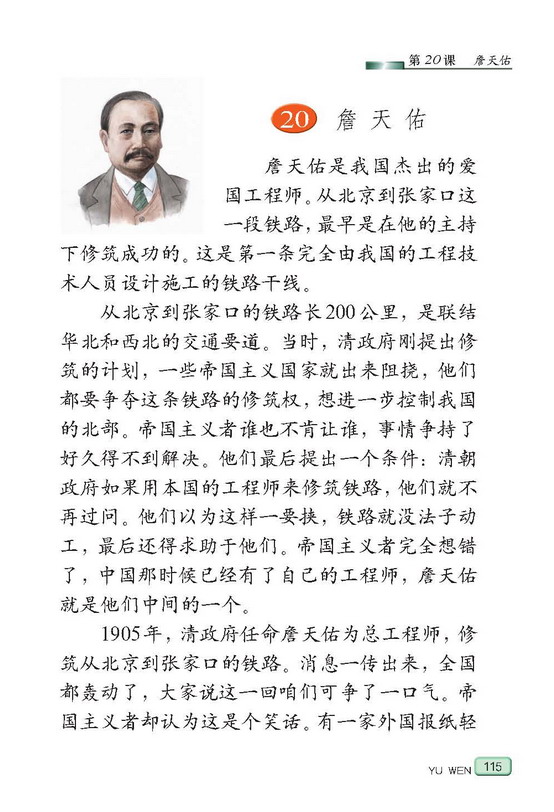 第20课 詹天佑
20 詹天佑
詹天佑是我国杰出的爱
国工程师。从北京到张家口这
一段铁路，最早是在他的主持
下修筑成功的。这是第一条完全由我国的工程技
术人员设计施工的铁路干线。
从北京到张家口的铁路长200公里，是联结
华北和西北的交通要道。当时，清政府刚提出修
筑的计划，一些帝国主义国家就出来阻挠，他们
都要争夺这条铁路的修筑权，想进一步控制我国
的北部。帝国主义者谁也不肯让谁，事情争持了
好久得不到解决。他们最后提出一个条件：清朝
政府如果用本国的工程师来修筑铁路，他们就不
再过问。他们以为这样一要挟，铁路就没法子动
工，最后还得求助于他们。帝国主义者完全想错
了，中国那时候已经有了自己的工程师，詹天佑
就是他们中间的一个。
1905年，清政府任命詹天佑为总工程师，修
筑从北京到张家口的铁路。消息一传出来，全国
都轰动了，大家说这一回咱们可争了一口气。帝
国主义者却认为这是个笑话。有一家外国报纸轻
YU WEN 115